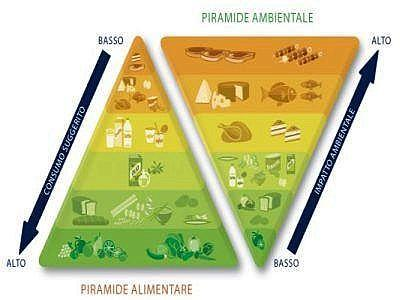 PIRAMIDE AMBIENTALE
BASSO
ALTO
CONSUMO SUGGERITO
IMPATTO AMBIENTALE
ALTO
BASSO
PIRAMIDE ALIMENTARE